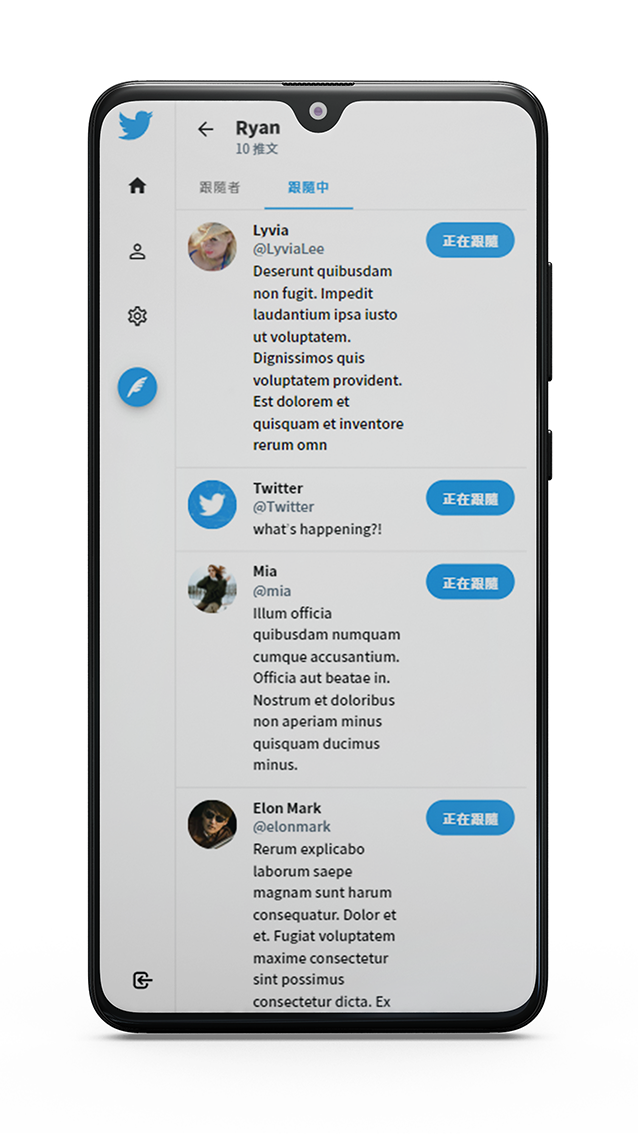 Ryan
10 推文
跟隨者 跟隨中
Lyvia
@LyviaLee
正在跟隨
Deserunt quibusdam
non fugit. Impedit
laudantium ipsa iusto
ut voluptatem.
Dignissimos quis
voluptatem provident.
Est dolorem et
quisquam et inventore
rerum omn
Twitter
@Twitter
正在跟隨
what's happening?!
Mia
@mia
正在跟隨
Illum officia
quibusdam numquam
cumque accusantium.
Officia aut beatae in.
Nostrum et doloribus
non aperiam minus
quisquam ducimus
minus.
Elon Mark
@elonmark
正在跟隨
Rerum explicabo
laborum saepe
magnam sunt harum
consequatur. Dolor et
et. Fugiat voluptatem
maxime consectetur
sint possimus
consectetur dicta. Ex